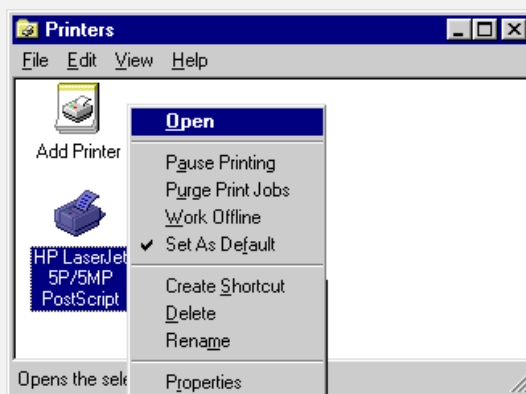 Printers
File Edit View Help
Add Printer
HP LaserJet
5P/5MP
PostScript
Open
Pause Printing
Purge Print Jobs
Work Offline
Set As Default
Create Shortcut
Delete
Rename
Properties
Opens the sele